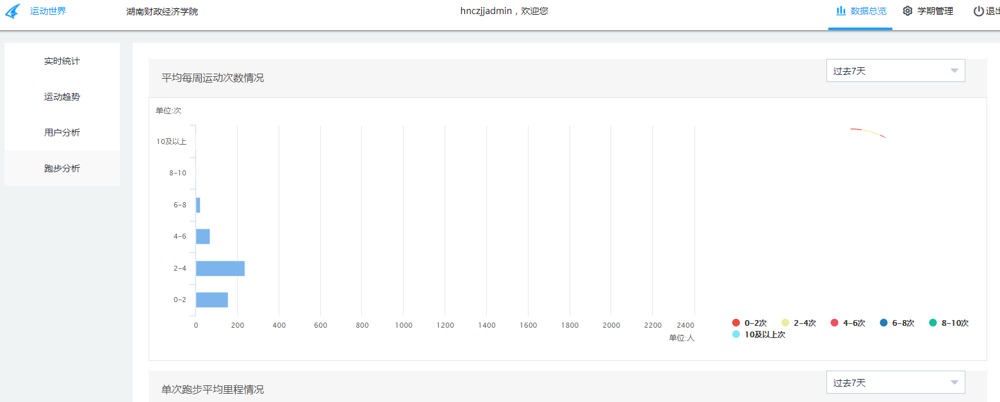 运动世界 湖南财政经济学院 hnczjjadmin，欢迎您 数据总览 学期管理 退出
实时统计
运动趋势
用户分析
跑步分析
平均每周运动次数情况 过去7天
单位:次
10及以上
8-10
6-8
4-6
2-4
0-2
0 200 400 600 800 1000 1200 1400 1600 1800 2000 2200 2400
单位:人
0-2次 2-4次 4-6次 6-8次 8-10次
10及以上次
单次跑步平均里程情况 过去7天